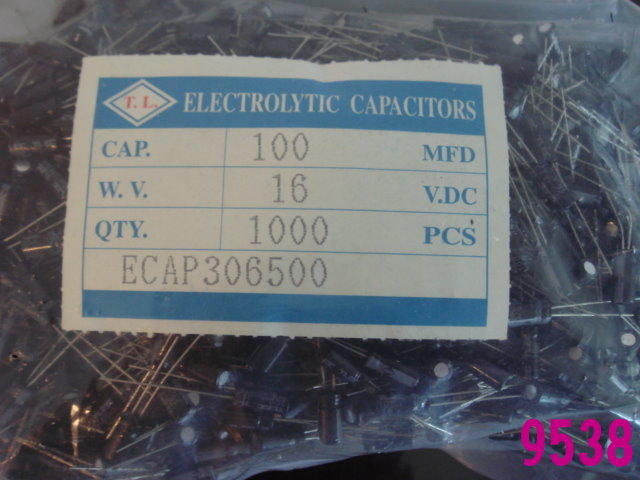 T. L. ELECTROLYTIC CAPACITORS
CAP. 100 MFD
W. V. 16 V.DC
QTY. 1000 PCS
ECAP306500
9538